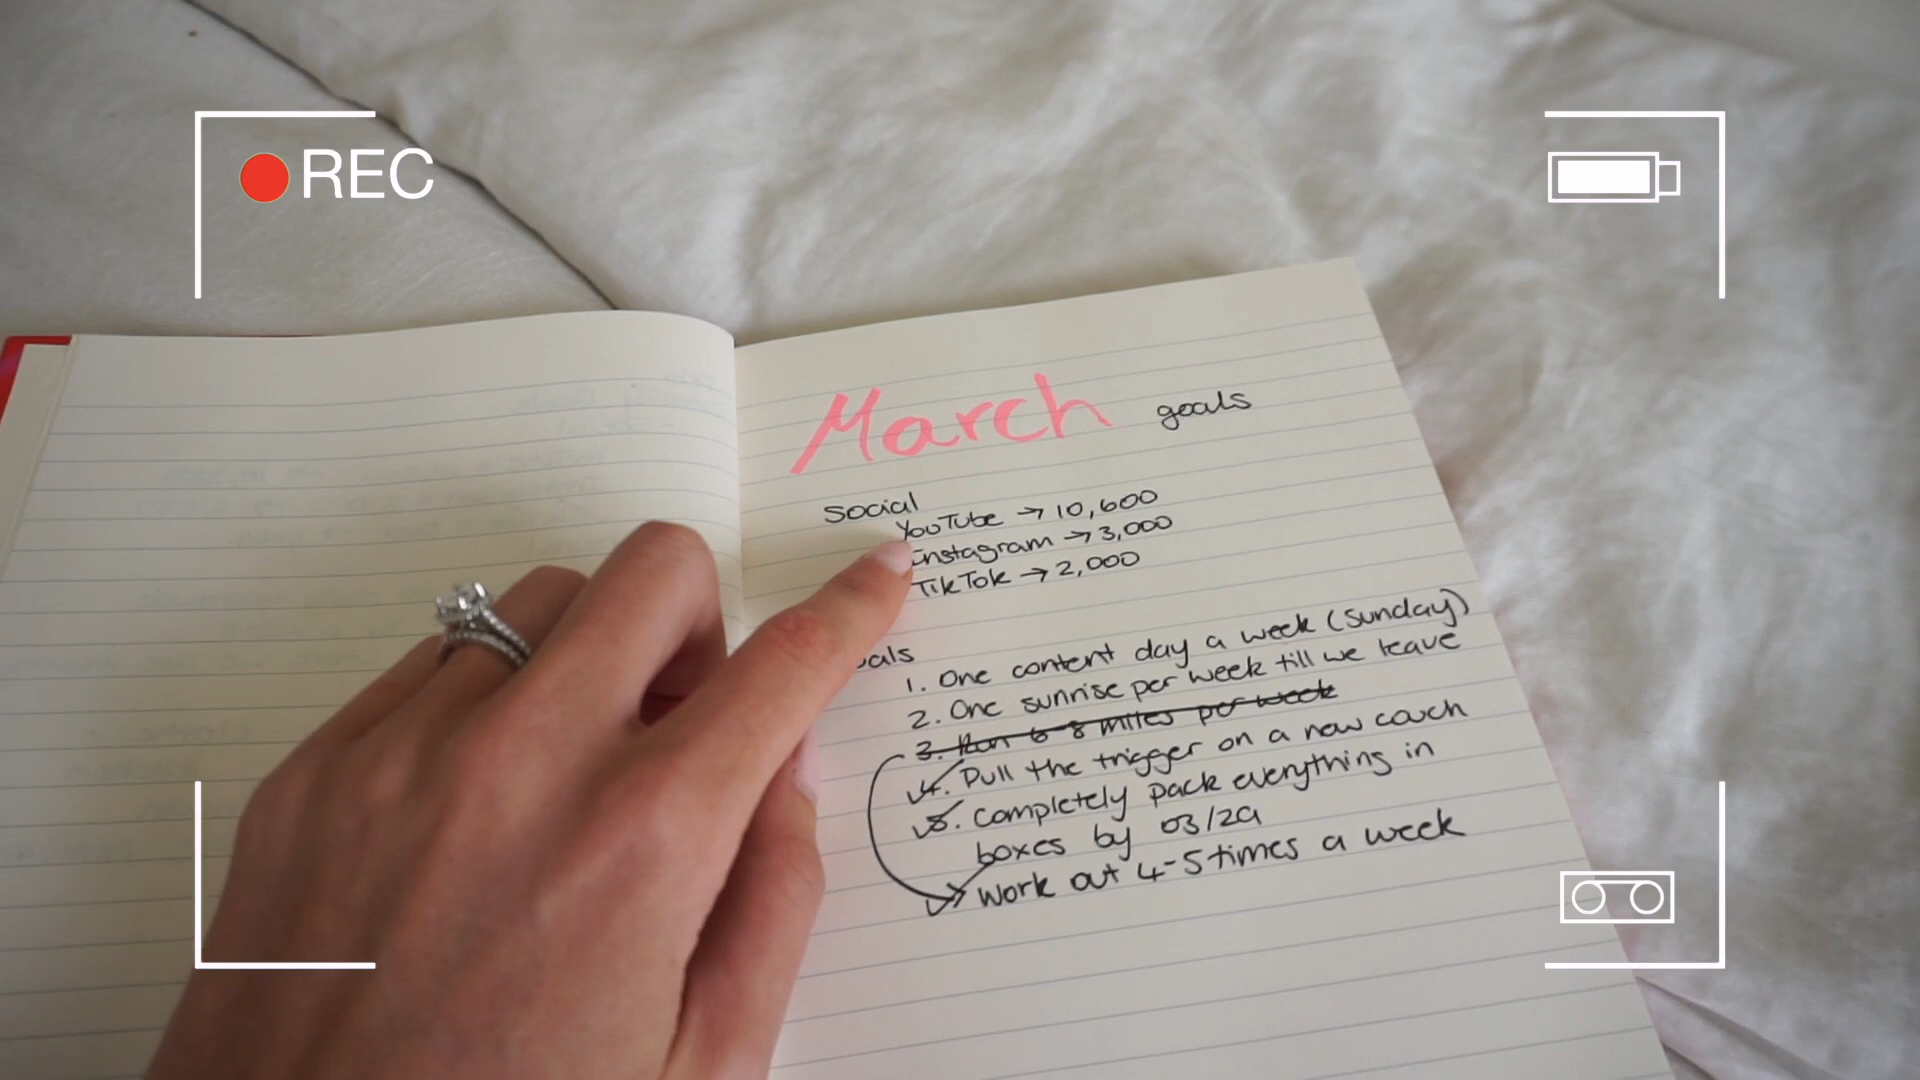 REC
March goals
Social
YouTube → 10,600
Instagram → 3,000
TikTok → 2,000
oals
1. One content day a week (Sunday)
2. One sunrise per week till we leave
3. Run 6-8 miles per week
4. Pull the trigger on a new couch
5. Completely pack everything in
boxes by 03/29
Work out 4-5 times a week